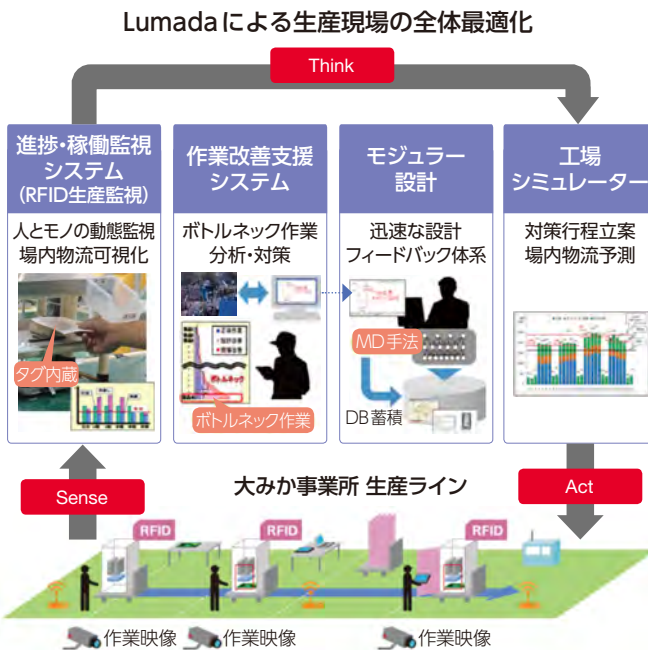 Lumadaによる生産現場の全体最適化
Think
進捗・稼働監視
システム
(RFID生産監視)
人とモノの動態監視
場内物流可視化
タグ内蔵
作業改善支援
システム
ボトルネック作業
分析・対策
ボトルネック
ボトルネック作業
モジュラー
設計
迅速な設計
フィードバック体系
MD手法
DB蓄積
工場
シミュレーター
対策行程立案
場内物流予測
Sense
大みか事業所 生産ライン
Act
RFID
RFID
RFID
作業映像
作業映像
作業映像